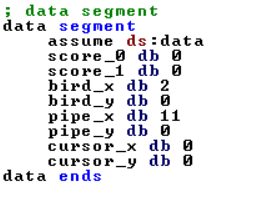 ; data segment
data segment
assume ds:data
score_0 db 0
score_1 db 0
bird_x db 2
bird_y db 0
pipe_x db 11
pipe_y db 0
cursor_x db 0
cursor_y db 0
data ends